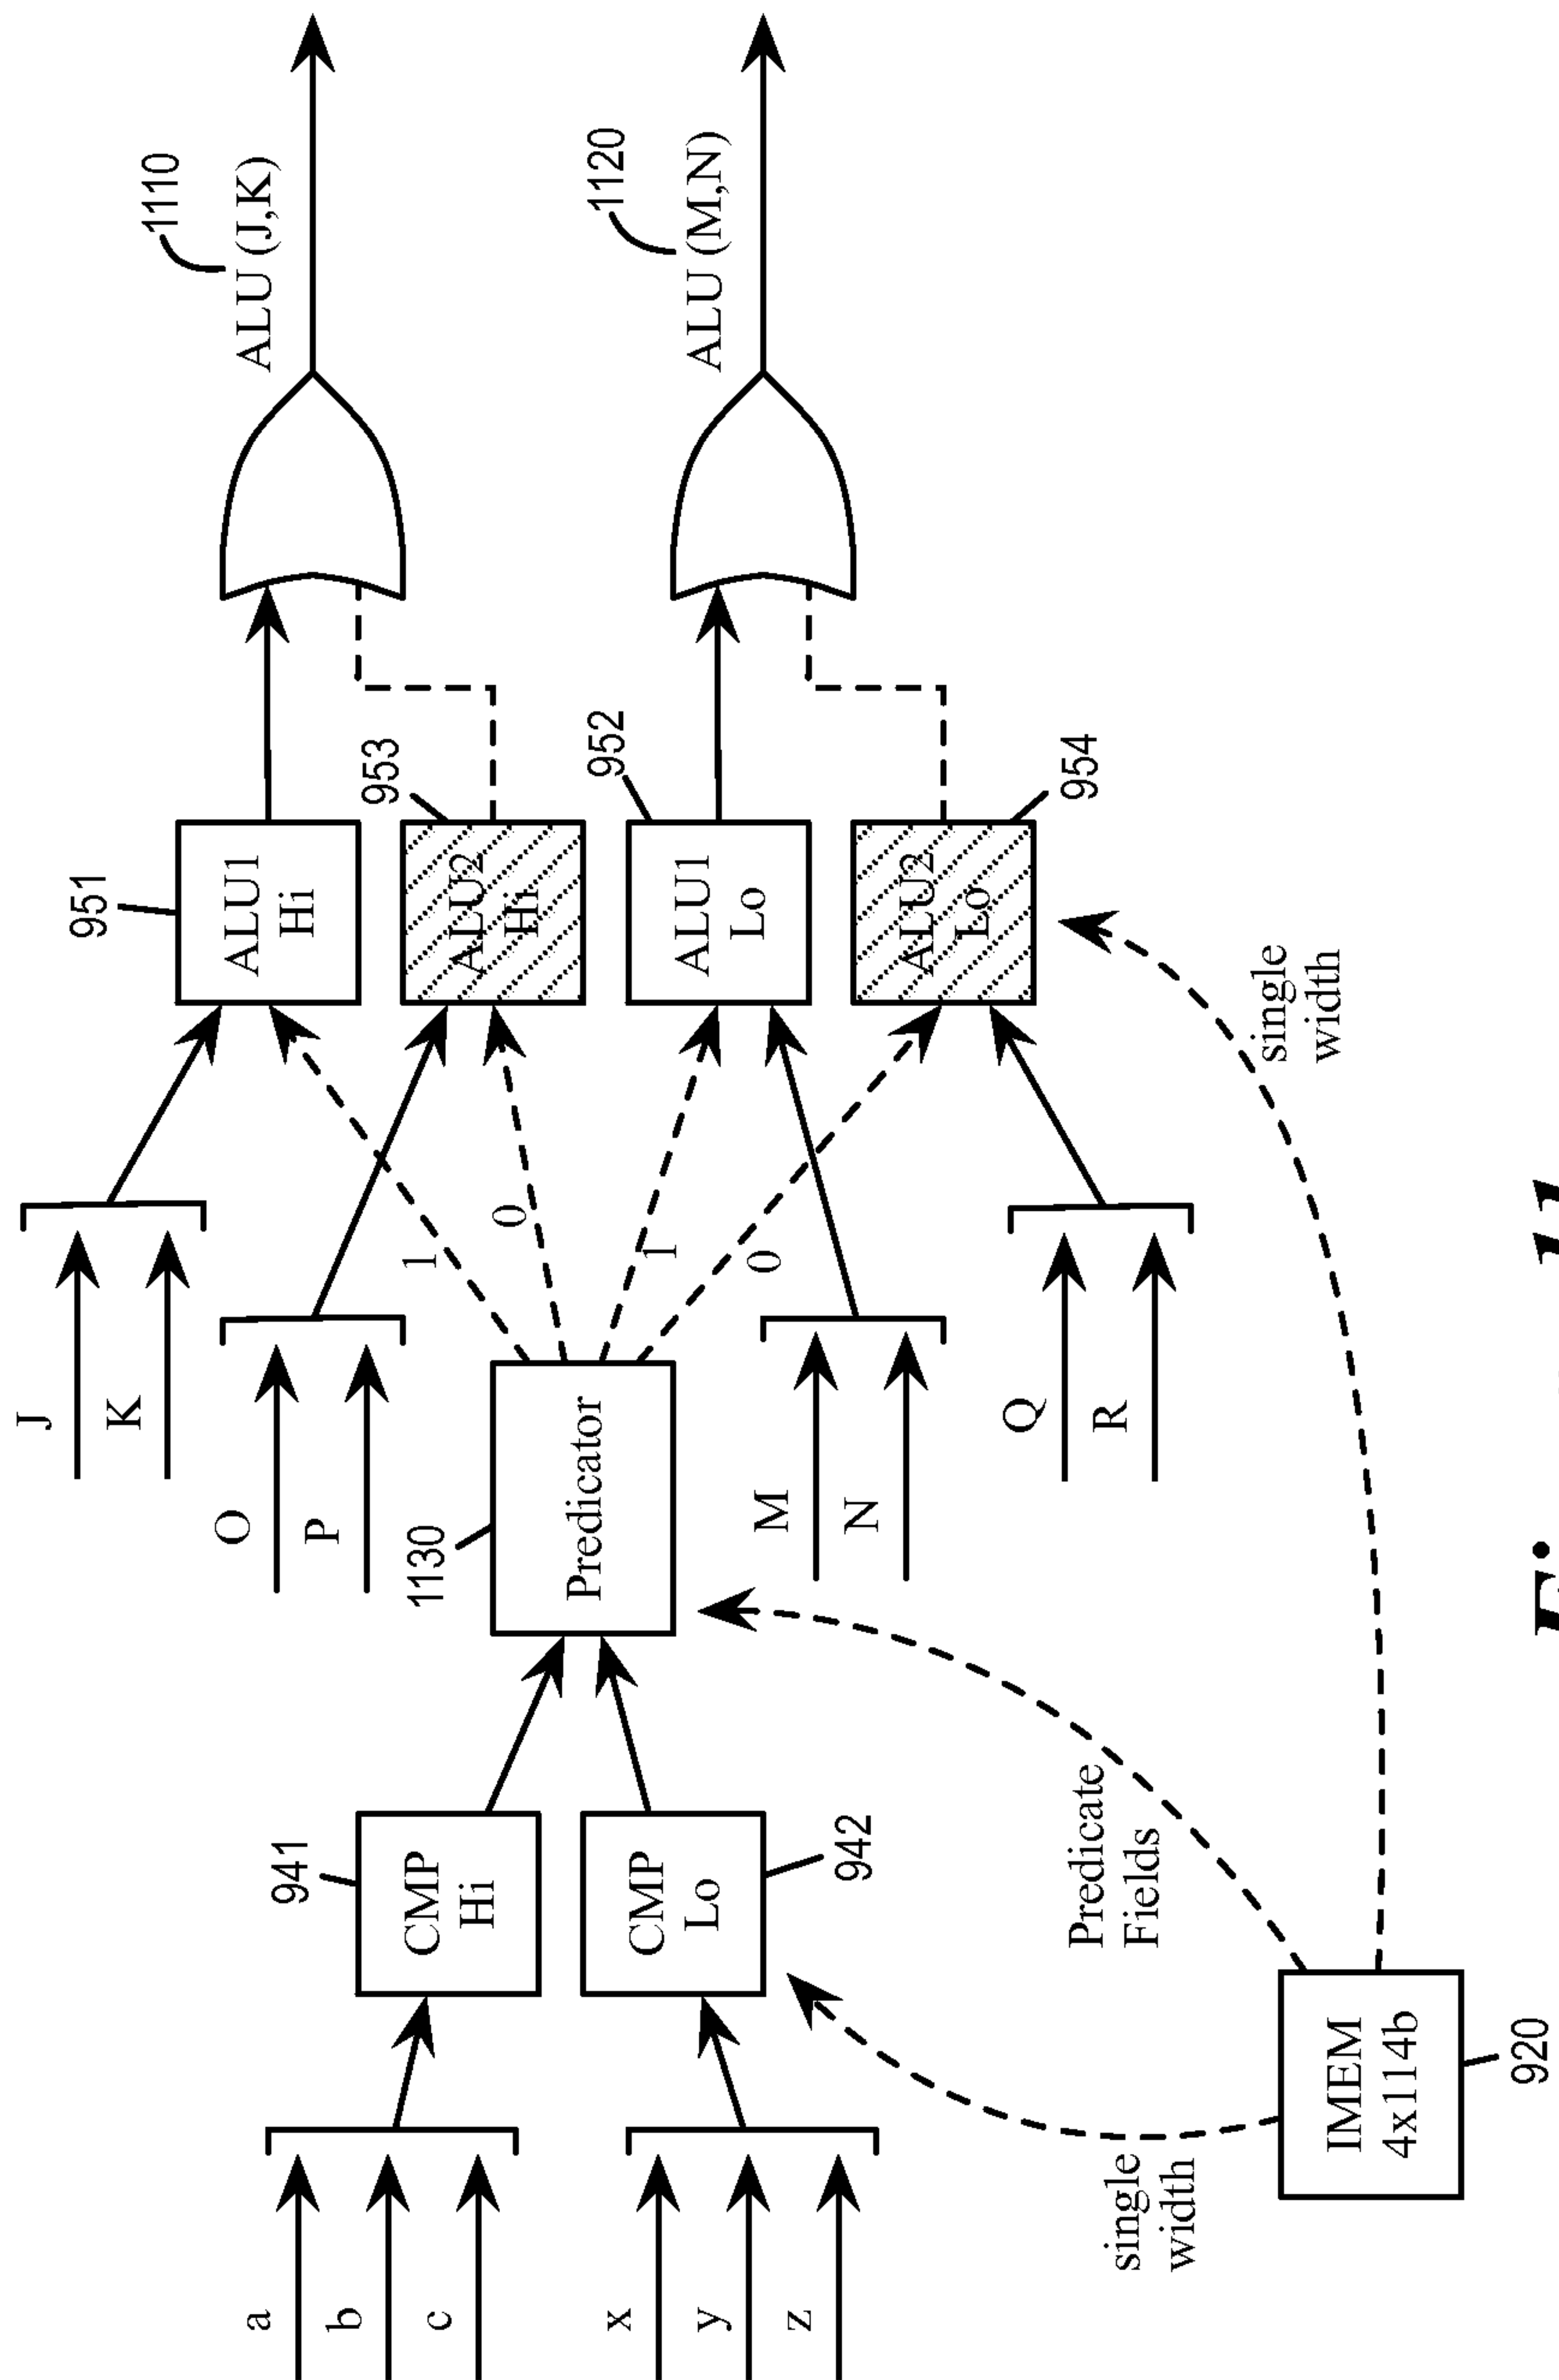 J
K
O
P
951
ALU1
Hi
1110
ALU (J,K)
953
ALU2
Hi
1
0
1
0
1130
Predicator
941
CMP
Hi
a
b
c
952
ALU1
Lo
1120
ALU (M,N)
M
N
CMP
Lo
942
x
y
z
ALU2
Lo
954
Q
R
Predicate
Fields
single
width
single
width
IMEM
4x114b
920